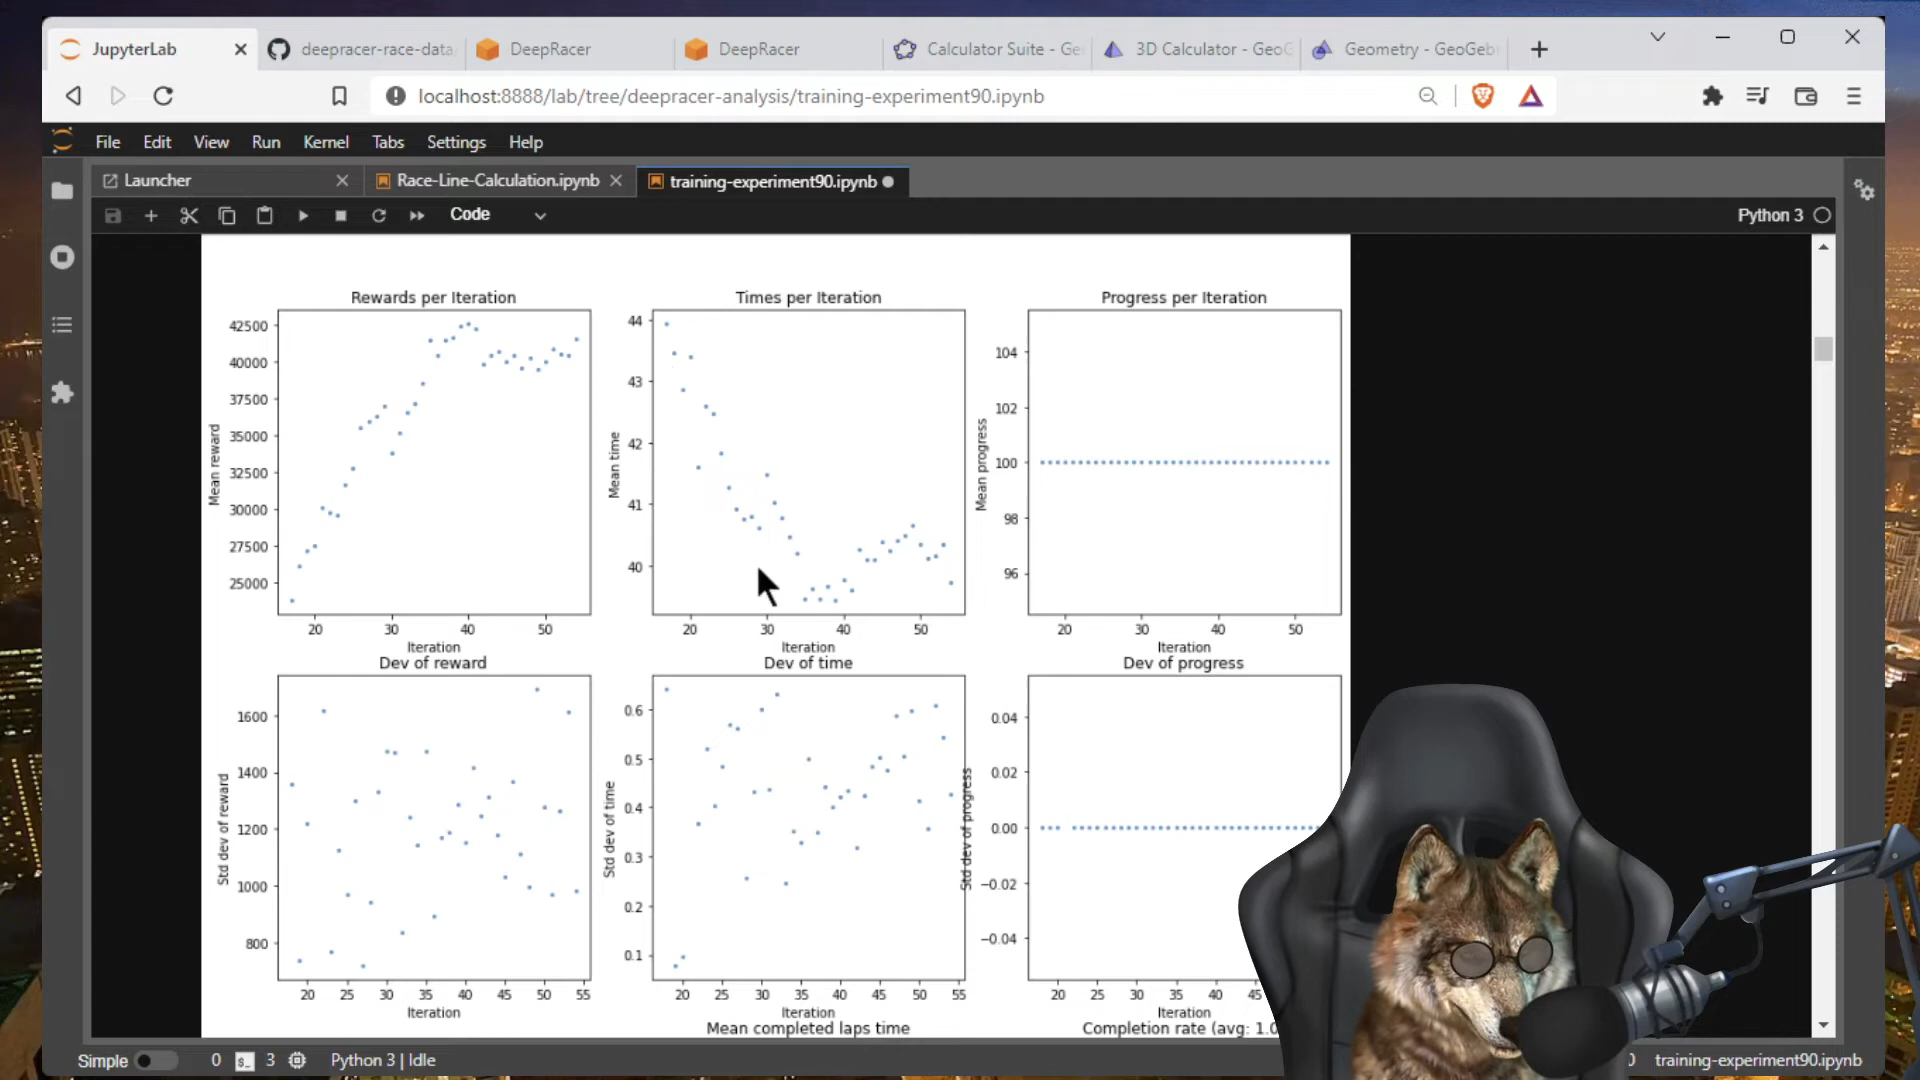 JupyterLab
deepracer-race-data
DeepRacer
DeepRacer
Calculator Suite - Ge
3D Calculator - GeoG
Geometry - GeoGeb
localhost:8888/lab/tree/deepracer-analysis/training-experiment90.ipynb
File Edit View Run Kernel Tabs Settings Help
Launcher
Race-Line-Calculation.ipynb
training-experiment90.ipynb
Code
Python 3
Rewards per Iteration
42500
40000
37500
35000
32500
30000
27500
25000
Mean reward
20 30 40 50
Iteration
Times per Iteration
44
43
42
41
40
Mean time
20 30 40 50
Iteration
Progress per Iteration
104
102
100
98
96
Mean progress
20 30 40 50
Iteration
Dev of reward
1600
1400
1200
1000
800
Std dev of reward
20 25 30 35 40 45 50 55
Iteration
Dev of time
0.6
0.5
0.4
0.3
0.2
0.1
Std dev of time
20 25 30 35 40 45 50 55
Iteration
Mean completed laps time
Dev of progress
0.04
0.02
0.00
−0.02
−0.04
Std dev of progress
20 25 30 35 40 45
Iteration
Completion rate (avg: 1.0
Simple
0
3
Python 3 | Idle
0
training-experiment90.ipynb